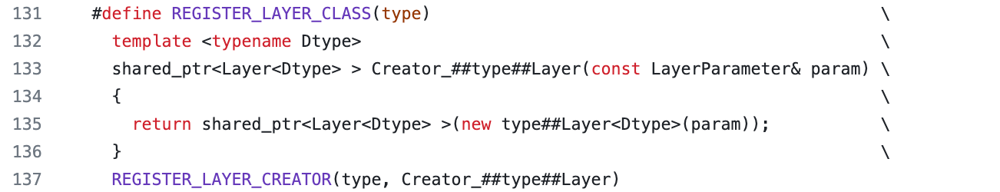 131 #define REGISTER_LAYER_CLASS(type) \
132 template <typename Dtype> \
133 shared_ptr<Layer<Dtype> > Creator_##type##Layer(const LayerParameter& param) \
134 { \
135 return shared_ptr<Layer<Dtype> >(new type##Layer<Dtype>(param)); \
136 } \
137 REGISTER_LAYER_CREATOR(type, Creator_##type##Layer)